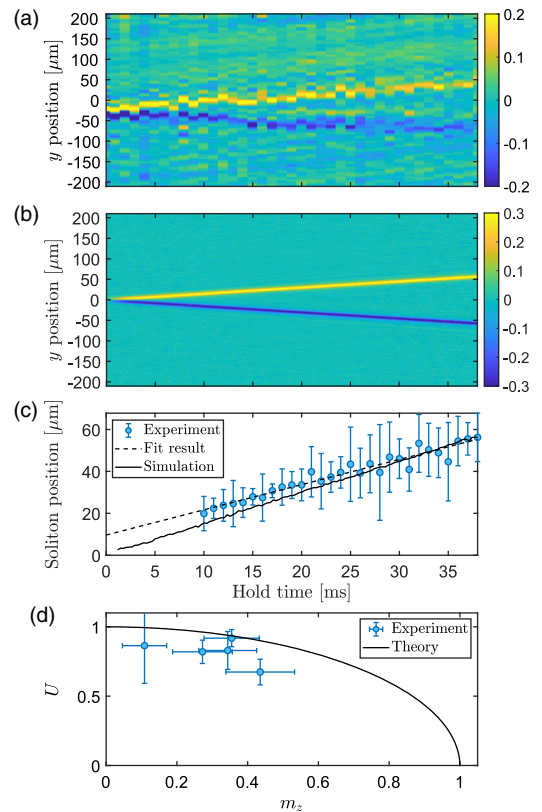 (a)
y position [μm]
200
150
100
50
0
-50
-100
-150
-200
0.2
0.1
0
-0.1
-0.2
(b)
y position [μm]
200
150
100
50
0
-50
-100
-150
-200
0.3
0.2
0.1
0
-0.1
-0.2
-0.3
(c)
Soliton position [μm]
60
40
20
0
Experiment
Fit result
Simulation
0 5 10 15 20 25 30 35
Hold time [ms]
(d)
U
1
0.5
0
Experiment
Theory
0 0.2 0.4 0.6 0.8 1
m_z